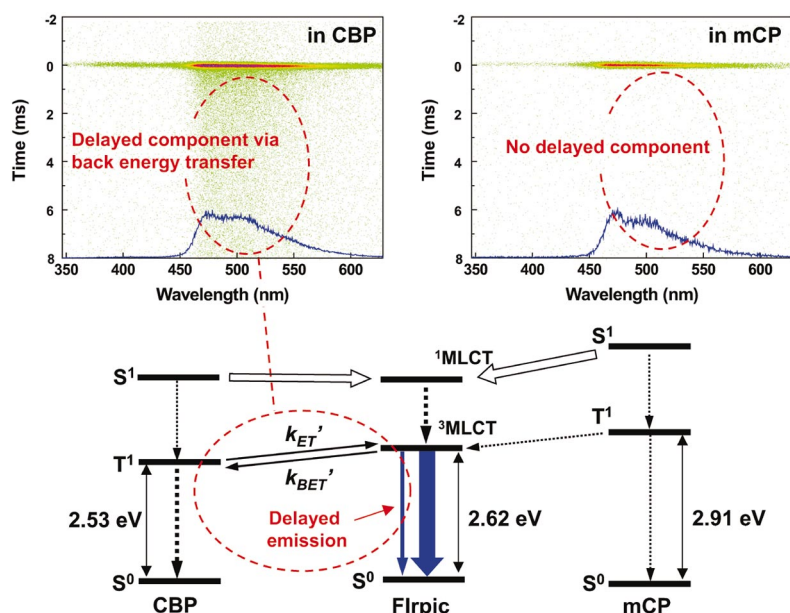 in CBP
-2
0
2
4
6
8
Time (ms)
Delayed component via
back energy transfer
350
400
450
500
550
600
Wavelength (nm)
in mCP
-2
0
2
4
6
8
Time (ms)
No delayed component
350
400
450
500
550
600
Wavelength (nm)
S¹
¹MLCT
S¹
T¹
k_ET'
k_BET'
³MLCT
T¹
2.53 eV
Delayed
emission
2.62 eV
2.91 eV
S⁰
S⁰
S⁰
CBP
FIrpic
mCP